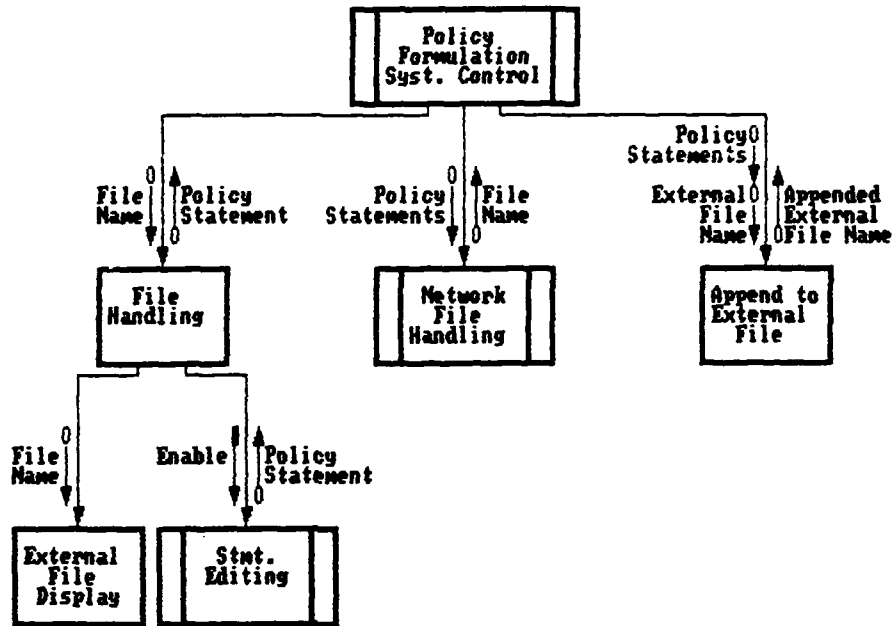 Policy
Formulation
Syst. Control
Policy
Statements
File
Name
Policy
Statement
Policy
Statements
File
Name
External
File
Name
Appended
External
File Name
File
Handling
Network
File
Handling
Append to
External
File
File
Name
Enable
Policy
Statement
External
File
Display
Stmt.
Editing